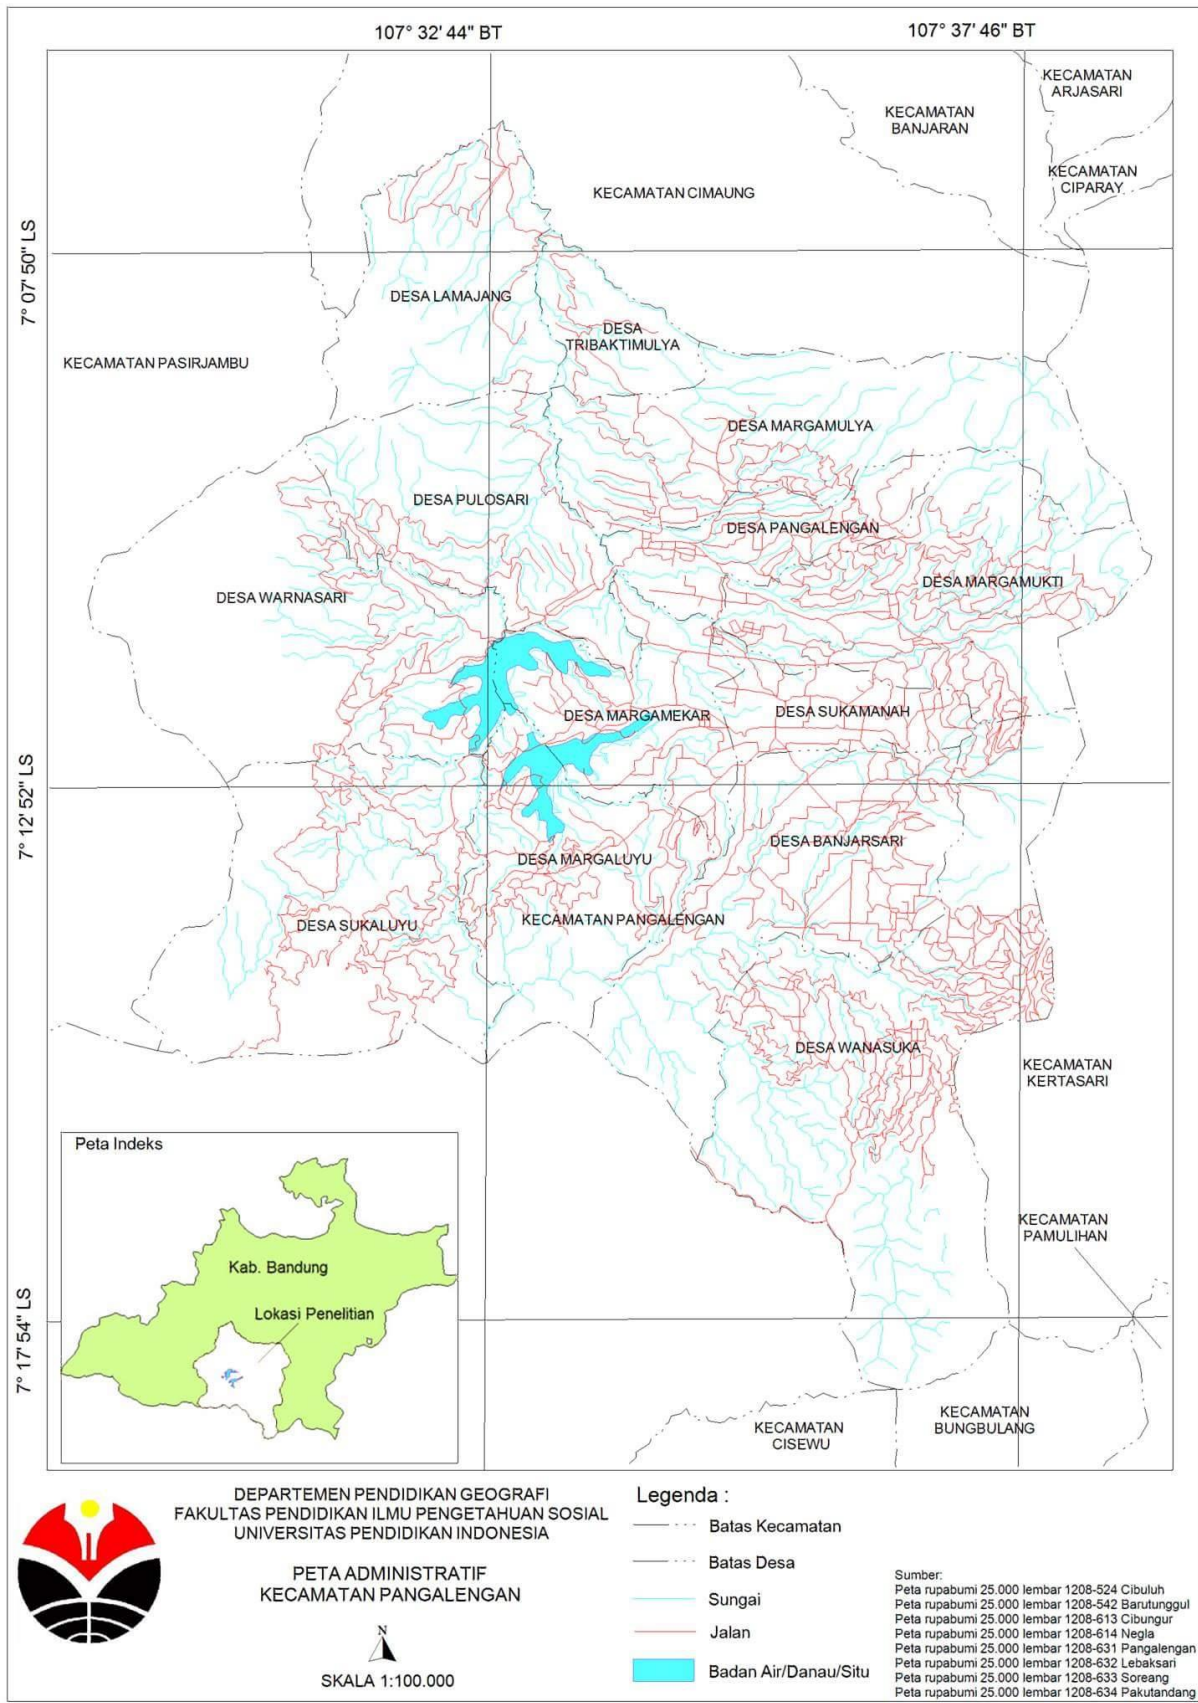 107° 32' 44" BT
107° 37' 46" BT
KECAMATAN
ARJASARI
KECAMATAN
BANJARAN
KECAMATAN
CIPARAY
KECAMATAN CIMAUNG
7° 07' 50" LS
DESA LAMAJANG
DESA
TRIBAKTIMULYA
KECAMATAN PASIRJAMBU
DESA MARGAMULYA
DESA PULOSARI
DESA PANGALENGAN
DESA MARGAMUKTI
DESA WARNASARI
DESA MARGAMEKAR
DESA SUKAMANAH
7° 12' 52" LS
DESA BANJARSARI
DESA MARGALUYU
KECAMATAN PANGALENGAN
DESA SUKALUYU
DESA WANASUKA
KECAMATAN
KERTASARI
Peta Indeks
KECAMATAN
PAMULIHAN
Kab. Bandung
Lokasi Penelitian
7° 17' 54" LS
KECAMATAN
CISEWU
KECAMATAN
BUNGBULANG
DEPARTEMEN PENDIDIKAN GEOGRAFI
FAKULTAS PENDIDIKAN ILMU PENGETAHUAN SOSIAL
UNIVERSITAS PENDIDIKAN INDONESIA
PETA ADMINISTRATIF
KECAMATAN PANGALENGAN
N
SKALA 1:100.000
Legenda :
Batas Kecamatan
Batas Desa
Sungai
Jalan
Badan Air/Danau/Situ
Sumber:
Peta rupabumi 25.000 lembar 1208-524 Cibuluh
Peta rupabumi 25.000 lembar 1208-542 Barutunggul
Peta rupabumi 25.000 lembar 1208-613 Cibungur
Peta rupabumi 25.000 lembar 1208-614 Negla
Peta rupabumi 25.000 lembar 1208-631 Pangalengan
Peta rupabumi 25.000 lembar 1208-632 Lebaksari
Peta rupabumi 25.000 lembar 1208-633 Soreang
Peta rupabumi 25.000 lembar 1208-634 Pakutandang